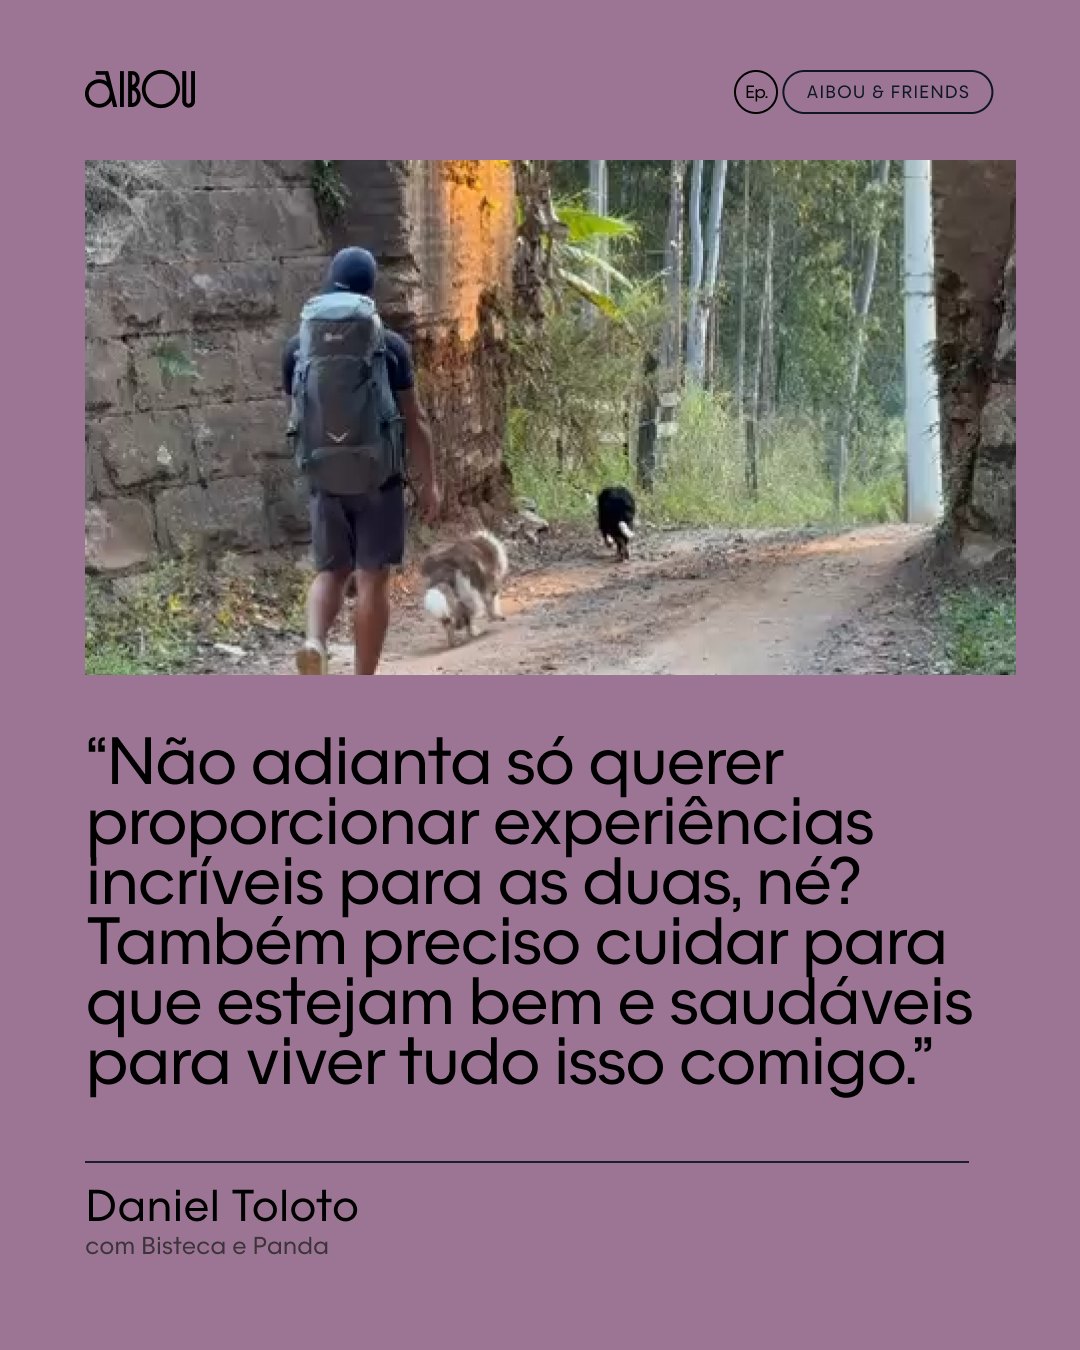 AIBOU
Ep. AIBOU & FRIENDS
“Não adianta só querer
proporcionar experiências
incríveis para as duas, né?
Também preciso cuidar para
que estejam bem e saudáveis
para viver tudo isso comigo.”
Daniel Toloto
com Bisteca e Panda